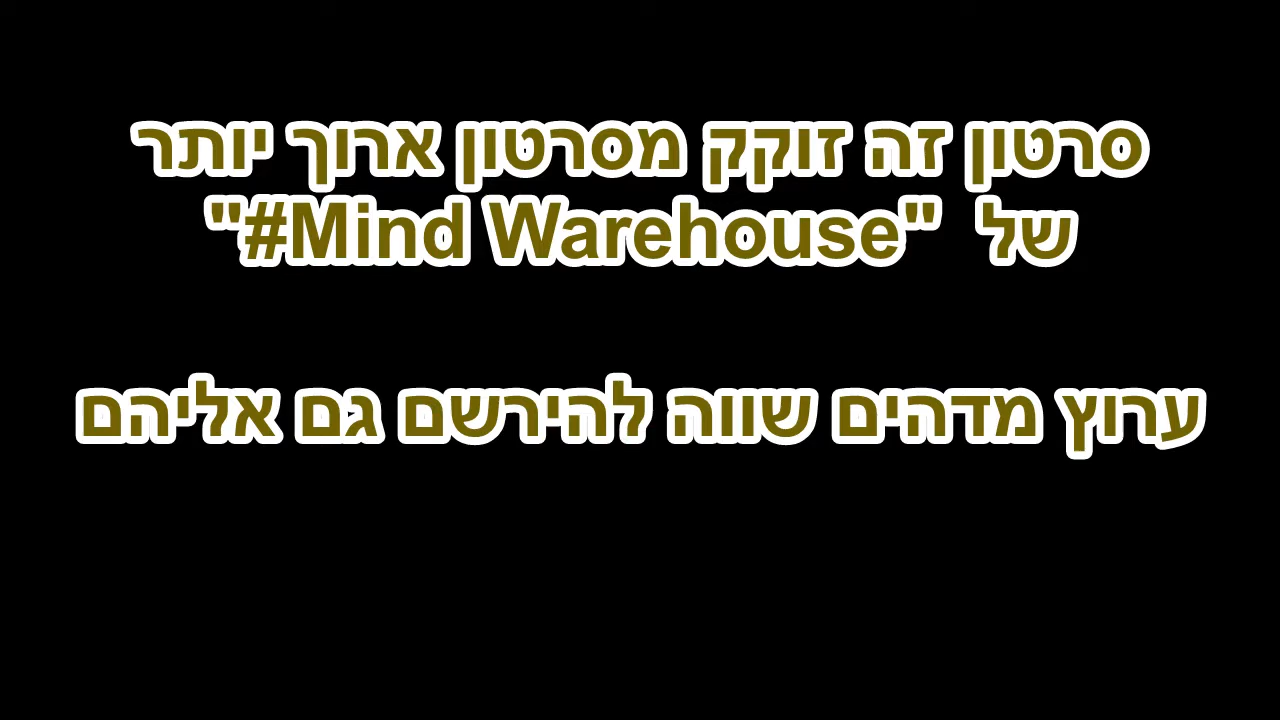 סרטון זה זוקק מסרטון ארוך יותר
של "Mind Warehouse#"
ערוץ מדהים שווה להירשם גם אליהם